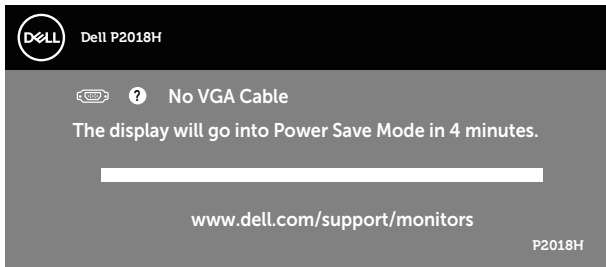 DELL
Dell P2018H
? No VGA Cable
The display will go into Power Save Mode in 4 minutes.
www.dell.com/support/monitors
P2018H